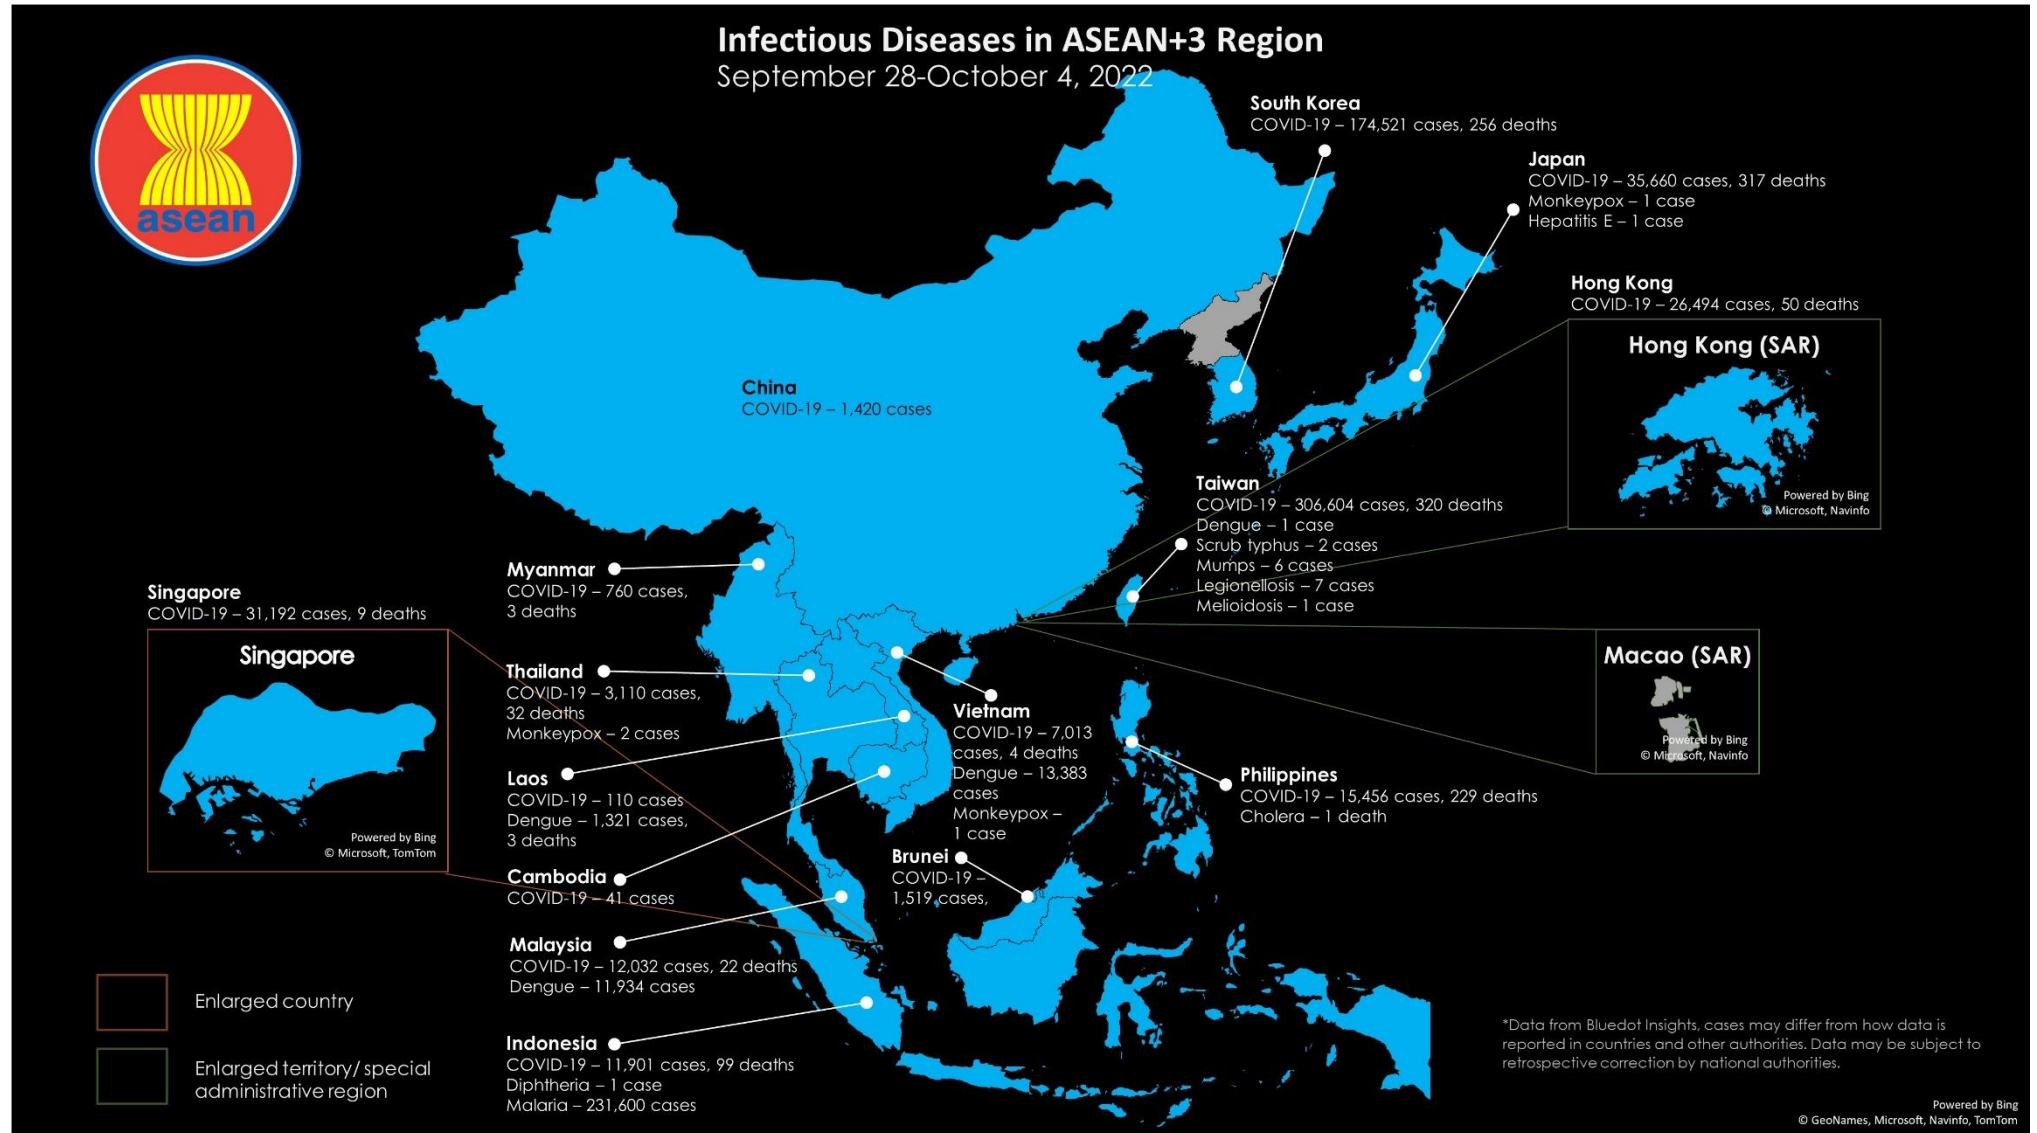 Infectious Diseases in ASEAN+3 Region
September 28-October 4, 2022
asean
South Korea
COVID-19 – 174,521 cases, 256 deaths
Japan
COVID-19 – 35,660 cases, 317 deaths
Monkeypox – 1 case
Hepatitis E – 1 case
Hong Kong
COVID-19 – 26,494 cases, 50 deaths
Hong Kong (SAR)
Powered by Bing
© Microsoft, Navinfo
China
COVID-19 – 1,420 cases
Taiwan
COVID-19 – 306,604 cases, 320 deaths
Dengue – 1 case
Scrub typhus – 2 cases
Mumps – 6 cases
Legionellosis – 7 cases
Melioidosis – 1 case
Myanmar
COVID-19 – 760 cases,
3 deaths
Singapore
COVID-19 – 31,192 cases, 9 deaths
Singapore
Powered by Bing
© Microsoft, TomTom
Macao (SAR)
Powered by Bing
© Microsoft, Navinfo
Thailand
COVID-19 – 3,110 cases,
32 deaths
Monkeypox – 2 cases
Vietnam
COVID-19 – 7,013
cases, 4 deaths
Dengue – 13,383
cases
Monkeypox –
1 case
Laos
COVID-19 – 110 cases
Dengue – 1,321 cases,
3 deaths
Philippines
COVID-19 – 15,456 cases, 229 deaths
Cholera – 1 death
Cambodia
COVID-19 – 41 cases
Brunei
COVID-19 –
1,519 cases,
Malaysia
COVID-19 – 12,032 cases, 22 deaths
Dengue – 11,934 cases
Indonesia
COVID-19 – 11,901 cases, 99 deaths
Diphtheria – 1 case
Malaria – 231,600 cases
Enlarged country
Enlarged territory/ special
administrative region
*Data from Bluedot Insights, cases may differ from how data is
reported in countries and other authorities. Data may be subject to
retrospective correction by national authorities.
Powered by Bing
© GeoNames, Microsoft, Navinfo, TomTom